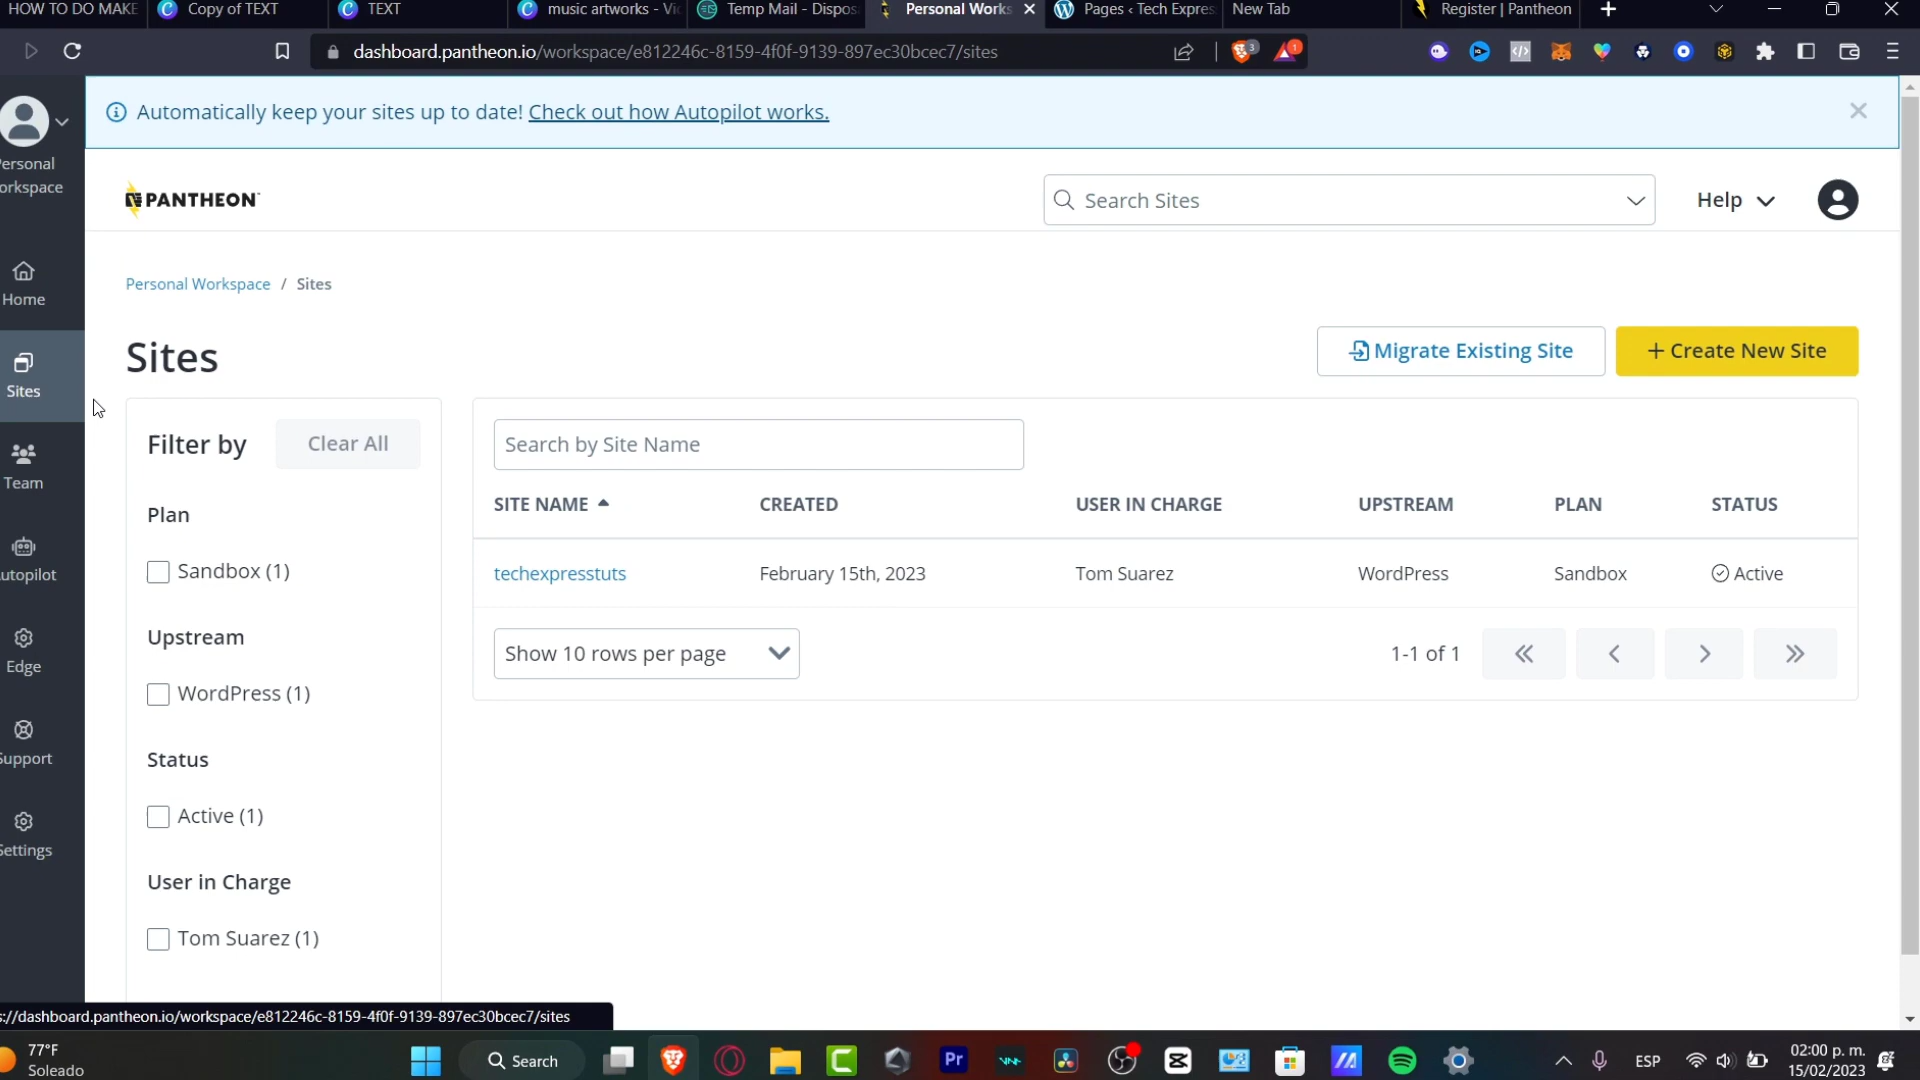 HOW TO DO MAKE
Copy of TEXT
TEXT
music artworks - Vi
Temp Mail - Dispos
Personal Works
Pages ‹ Tech Expres
New Tab
Register | Pantheon
dashboard.pantheon.io/workspace/e812246c-8159-4f0f-9139-897ec30bcec7/sites
3
1
Automatically keep your sites up to date! Check out how Autopilot works.
ersonal
orkspace
PANTHEON
Search Sites
Help
Home
Personal Workspace / Sites
Sites
Migrate Existing Site
+ Create New Site
Sites
Filter by
Clear All
Search by Site Name
Team
Plan
SITE NAME
CREATED
USER IN CHARGE
UPSTREAM
PLAN
STATUS
Sandbox (1)
techexpresstuts
February 15th, 2023
Tom Suarez
WordPress
Sandbox
Active
utopilot
Upstream
Show 10 rows per page
1-1 of 1
Edge
WordPress (1)
Status
upport
Active (1)
ettings
User in Charge
Tom Suarez (1)
://dashboard.pantheon.io/workspace/e812246c-8159-4f0f-9139-897ec30bcec7/sites
77°F
Soleado
Search
Pr
ESP
02:00 p. m.
15/02/2023